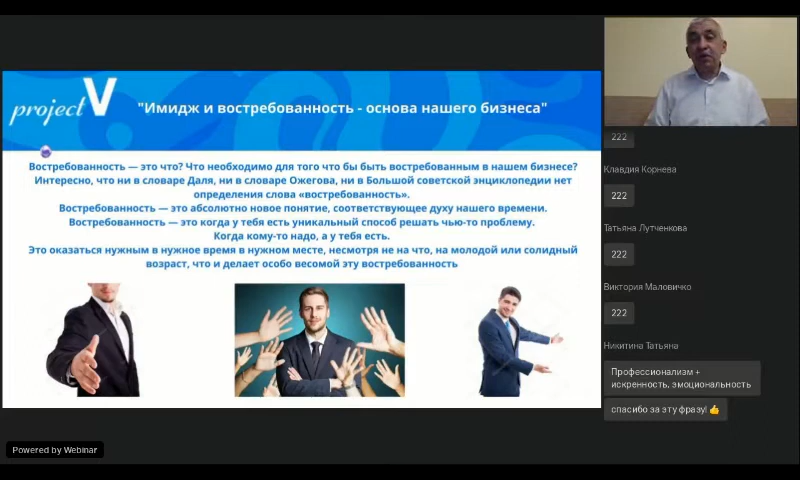 project V
"Имидж и востребованность - основа нашего бизнеса"
Востребованность — это что? Что необходимо для того что бы быть востребованным в нашем бизнесе?
Интересно, что ни в словаре Даля, ни в словаре Ожегова, ни в Большой советской энциклопедии нет
определения слова «востребованность».
Востребованность — это абсолютно новое понятие, соответствующее духу нашего времени.
Востребованность — это когда у тебя есть уникальный способ решать чью-то проблему.
Когда кому-то надо, а у тебя есть.
Это оказаться нужным в нужное время в нужном месте, несмотря не на что, на молодой или солидный
возраст, что и делает особо весомой эту востребованность
222
Клавдия Корнева
222
Татьяна Лутченкова
222
Виктория Маловичко
222
Никитина Татьяна
Профессионализм +
искренность, эмоциональность
спасибо за эту фразу! 👍
Powered by Webinar